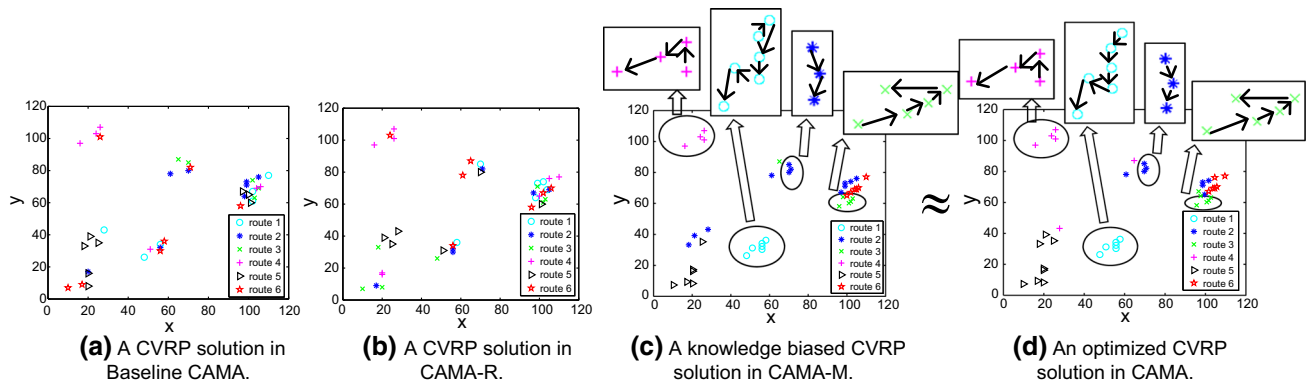 120
100
80
60
40
20
0
y
0 20 40 60 80 100 120
x
route 1
route 2
route 3
route 4
route 5
route 6
(a) A CVRP solution in
Baseline CAMA.
120
100
80
60
40
20
0
y
0 20 40 60 80 100 120
x
route 1
route 2
route 3
route 4
route 5
route 6
(b) A CVRP solution in
CAMA-R.
120
100
80
60
40
20
0
y
0 20 40 60 80 100 120
x
route 1
route 2
route 3
route 4
route 5
route 6
(c) A knowledge biased CVRP
solution in CAMA-M.
≈
120
100
80
60
40
20
0
y
0 20 40 60 80 100 120
x
route 1
route 2
route 3
route 4
route 5
route 6
(d) An optimized CVRP
solution in CAMA.